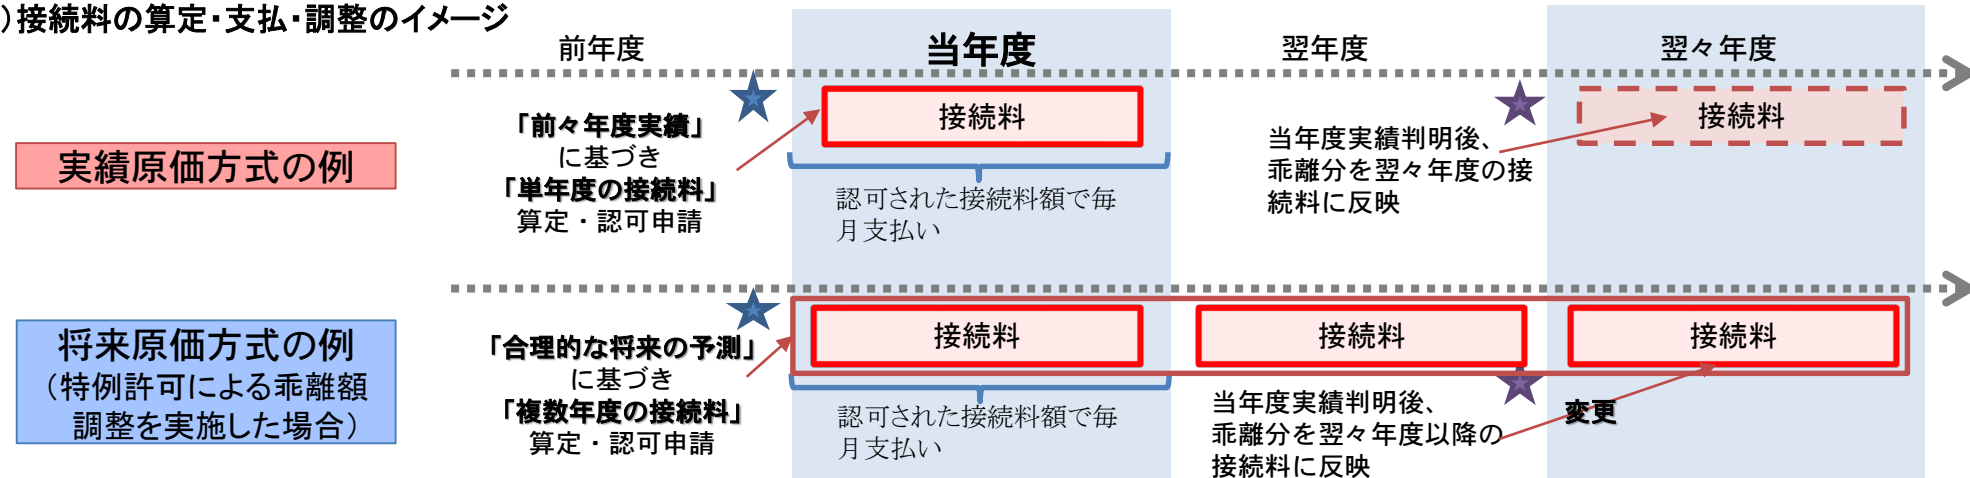 )接続料の算定・支払・調整のイメージ
前年度
当年度
翌年度
翌々年度
実績原価方式の例
「前々年度実績」
に基づき
「単年度の接続料」
算定・認可申請
接続料
認可された接続料額で毎
月支払い
当年度実績判明後、
乖離分を翌々年度の接
続料に反映
接続料
将来原価方式の例
（特例許可による乖離額
調整を実施した場合）
「合理的な将来の予測」
に基づき
「複数年度の接続料」
算定・認可申請
接続料
接続料
接続料
認可された接続料額で毎
月支払い
当年度実績判明後、
乖離分を翌々年度以降の
接続料に反映
変更